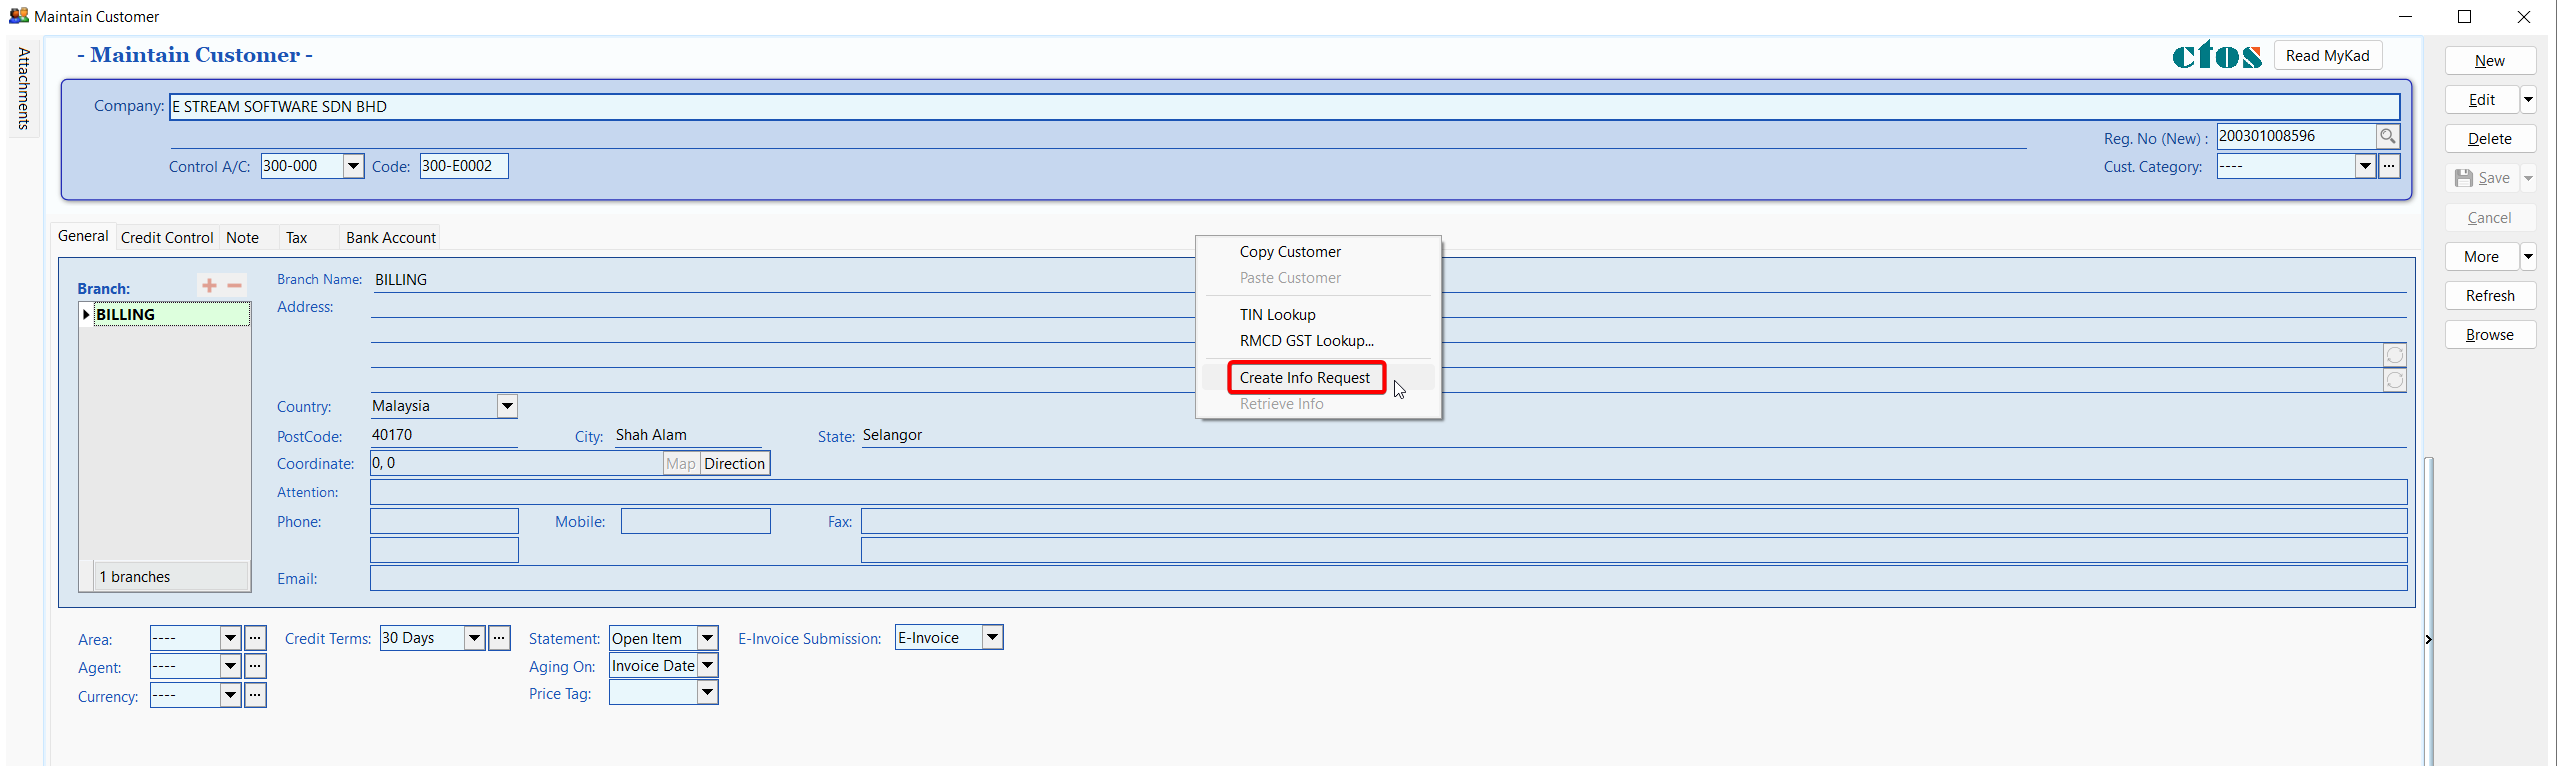 Maintain Customer
Attachments
- Maintain Customer -
ctos
Read MyKad
Company: E STREAM SOFTWARE SDN BHD
Reg. No (New) : 200301008596
Control A/C: 300-000 Code: 300-E0002
Cust. Category: ----
General Credit Control Note Tax Bank Account
Branch:
BILLING
1 branches
Branch Name: BILLING
Address:
Country: Malaysia
PostCode: 40170 City: Shah Alam State: Selangor
Coordinate: 0, 0 Map Direction
Attention:
Phone: Mobile: Fax:
Email:
Copy Customer
Paste Customer
TIN Lookup
RMCD GST Lookup...
Create Info Request
Retrieve Info
Area: ---- Credit Terms: 30 Days Statement: Open Item E-Invoice Submission: E-Invoice
Agent: ---- Aging On: Invoice Date
Currency: ---- Price Tag:
New
Edit
Delete
Save
Cancel
More
Refresh
Browse